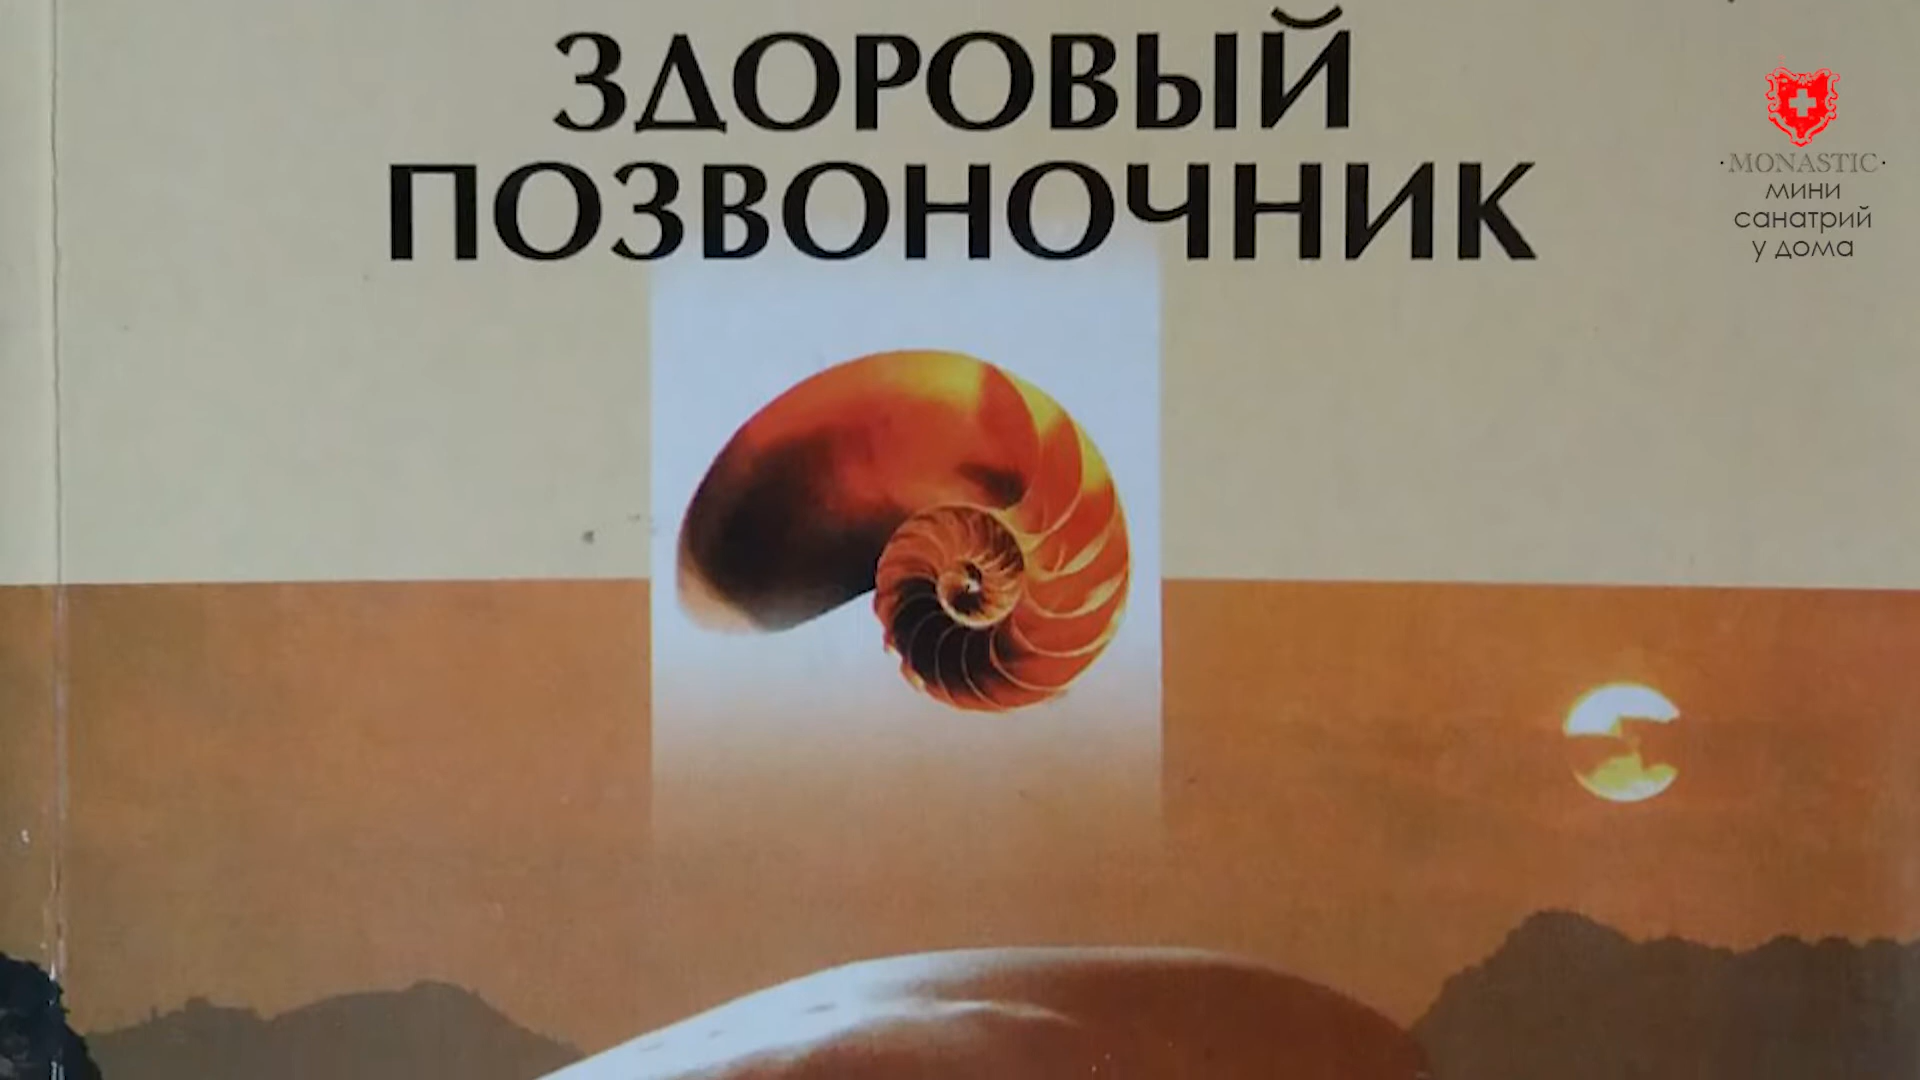 ЗДОРОВЫЙ
ПОЗВОНОЧНИК
·MONASTIC·
мини
санатрий
у дома